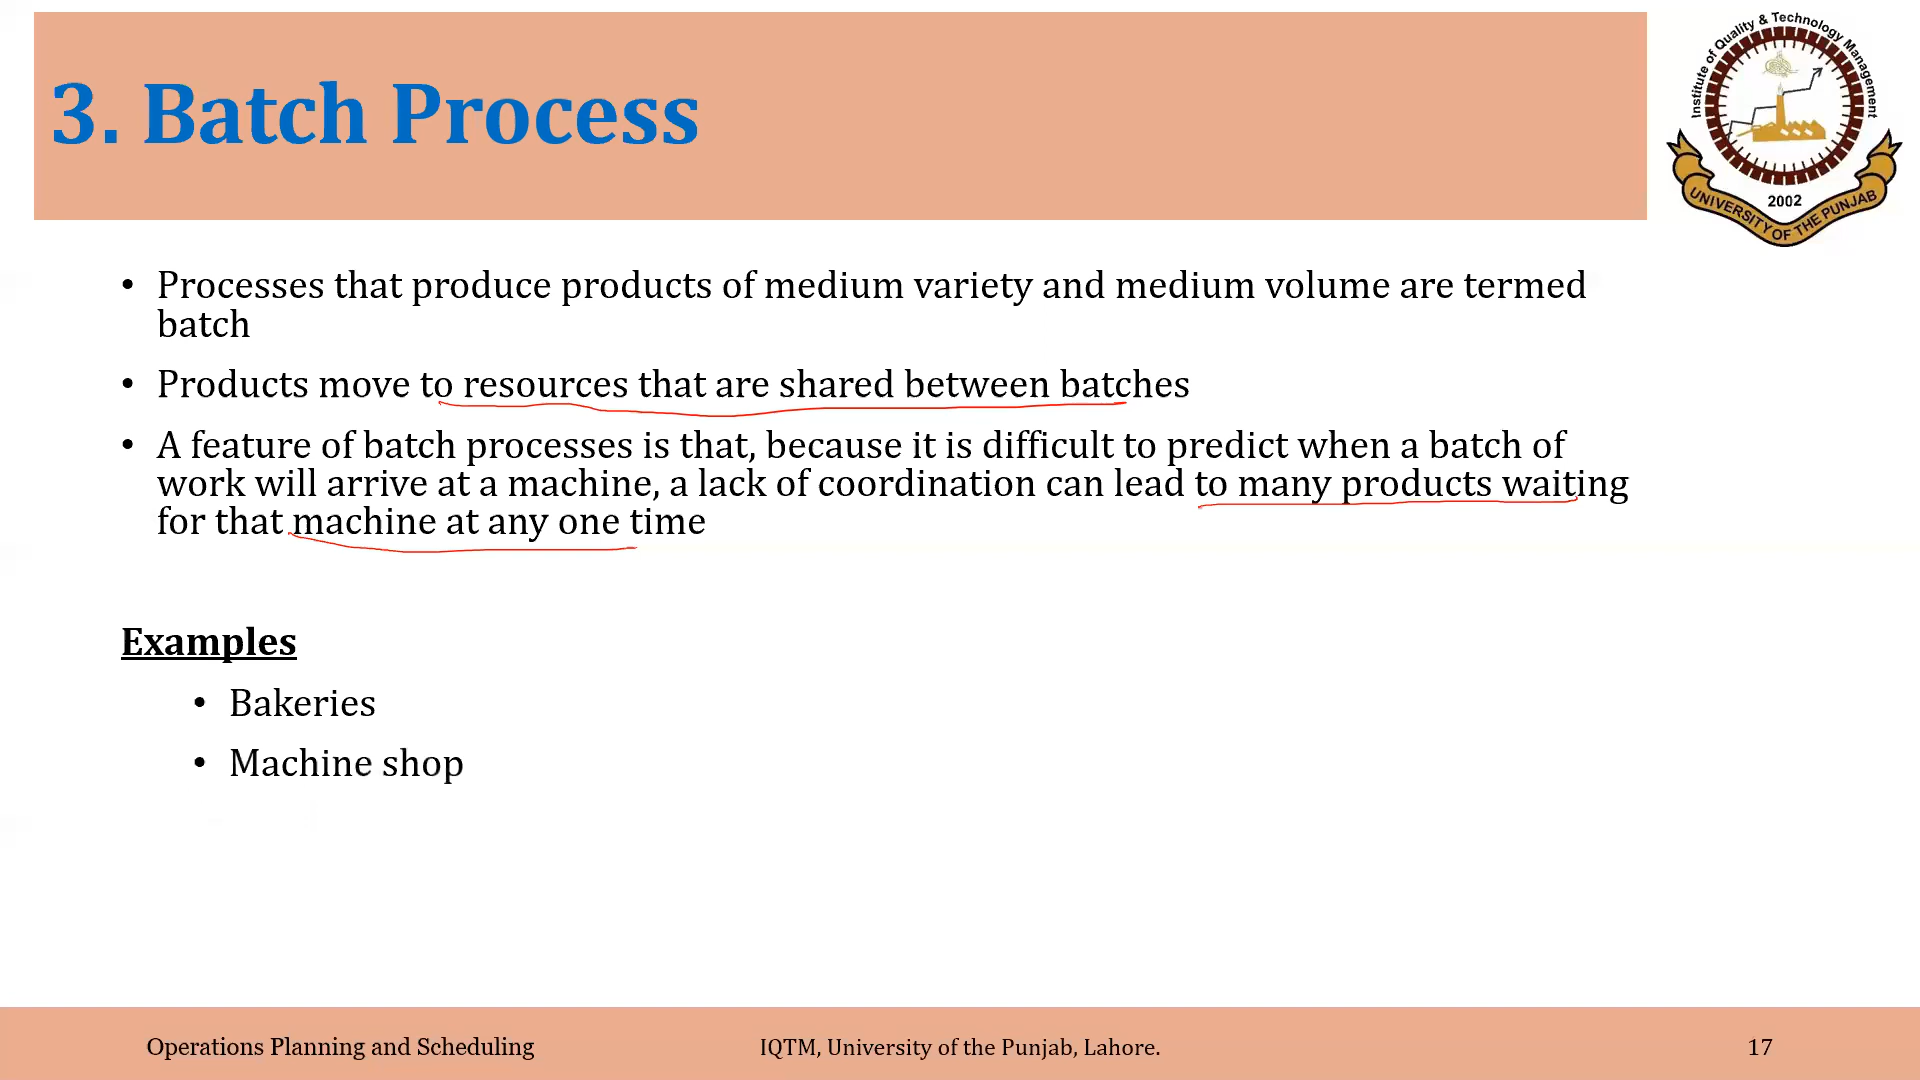 3. Batch Process
Institute of Quality & Technology Management
2002
UNIVERSITY OF THE PUNJAB
• Processes that produce products of medium variety and medium volume are termed
batch
• Products move to resources that are shared between batches
• A feature of batch processes is that, because it is difficult to predict when a batch of
work will arrive at a machine, a lack of coordination can lead to many products waiting
for that machine at any one time
Examples
• Bakeries
• Machine shop
Operations Planning and Scheduling
IQTM, University of the Punjab, Lahore.
17